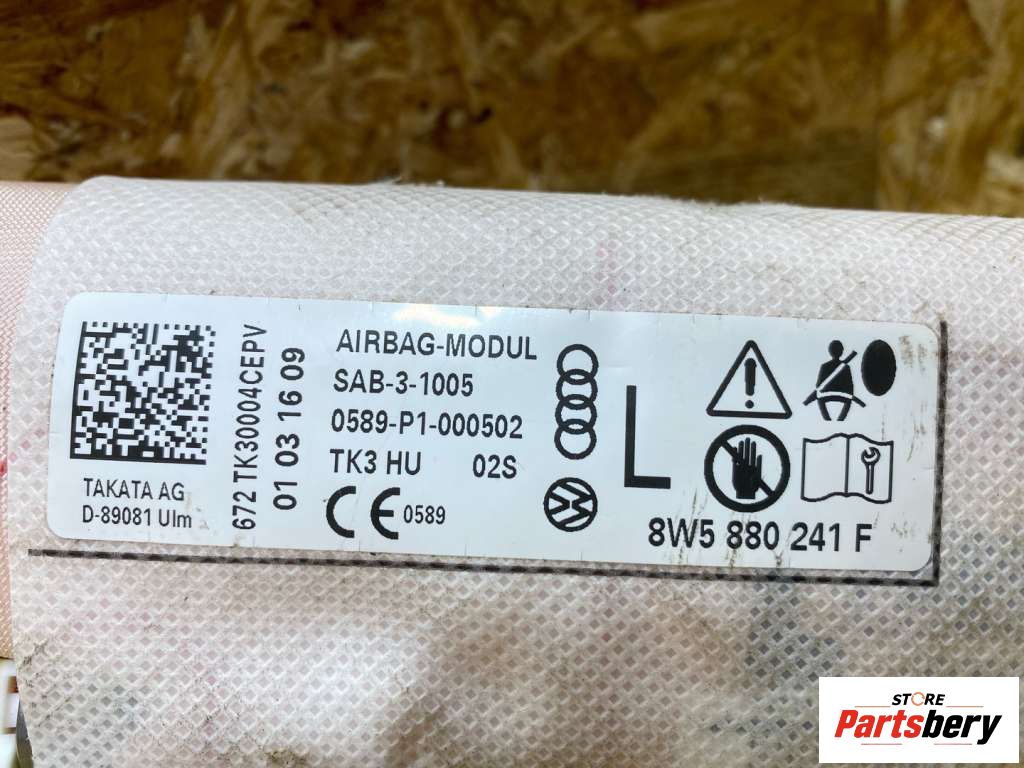 672 TK30004CEPV
01 03 16 09
TAKATA AG
D-89081 Ulm
AIRBAG-MODUL
SAB-3-1005
0589-P1-000502
TK3 HU 02S
CE 0589
L
8W5 880 241 F
STORE
Partsbery